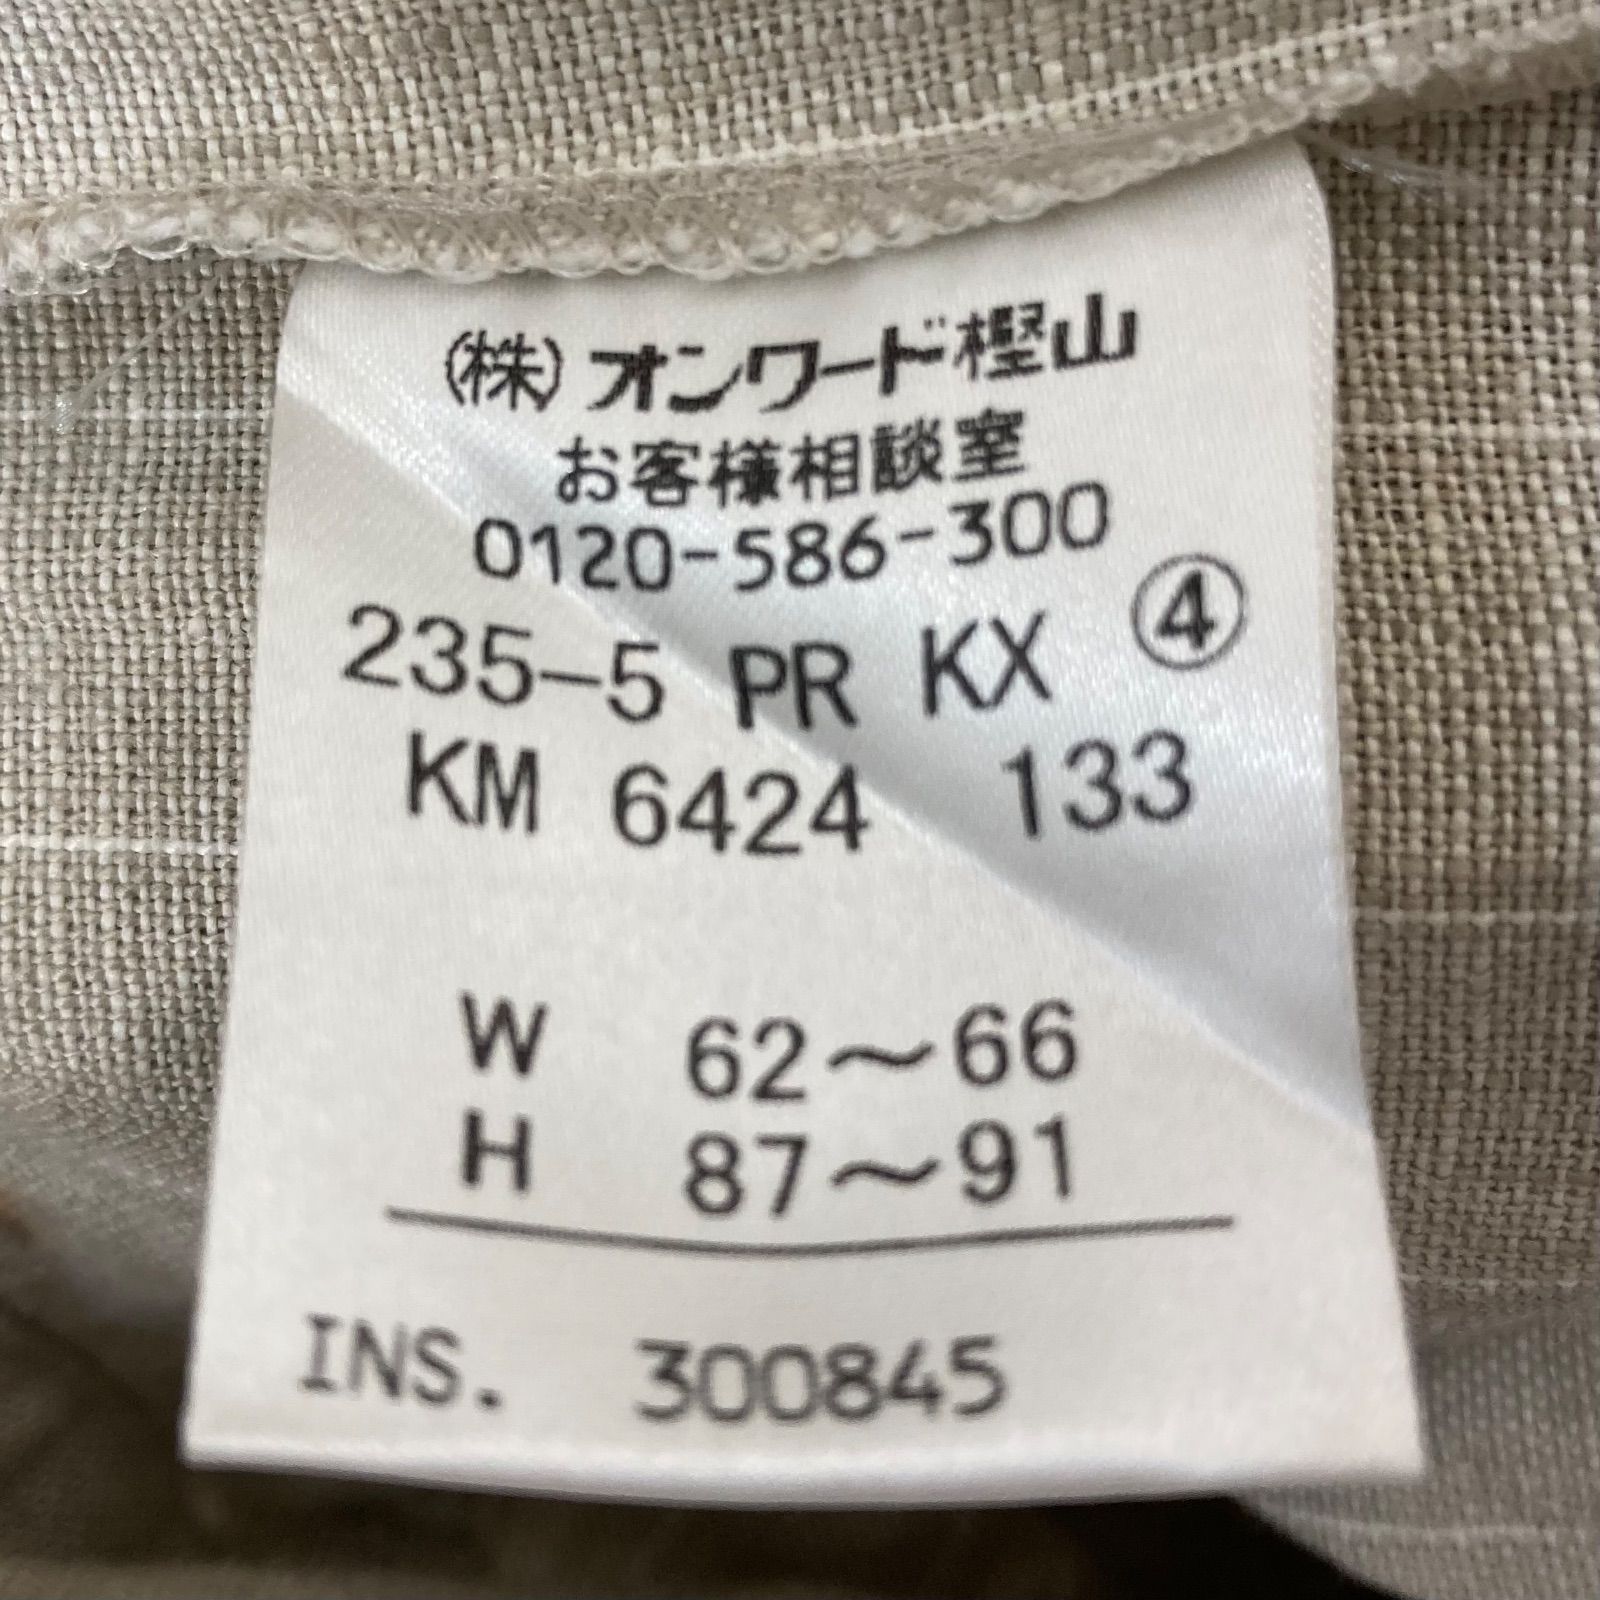 (株)オンワード樫山
お客様相談室
0120-586-300
235-5 PR KX ④
KM 6424 133
W 62～66
H 87～91
INS. 300845